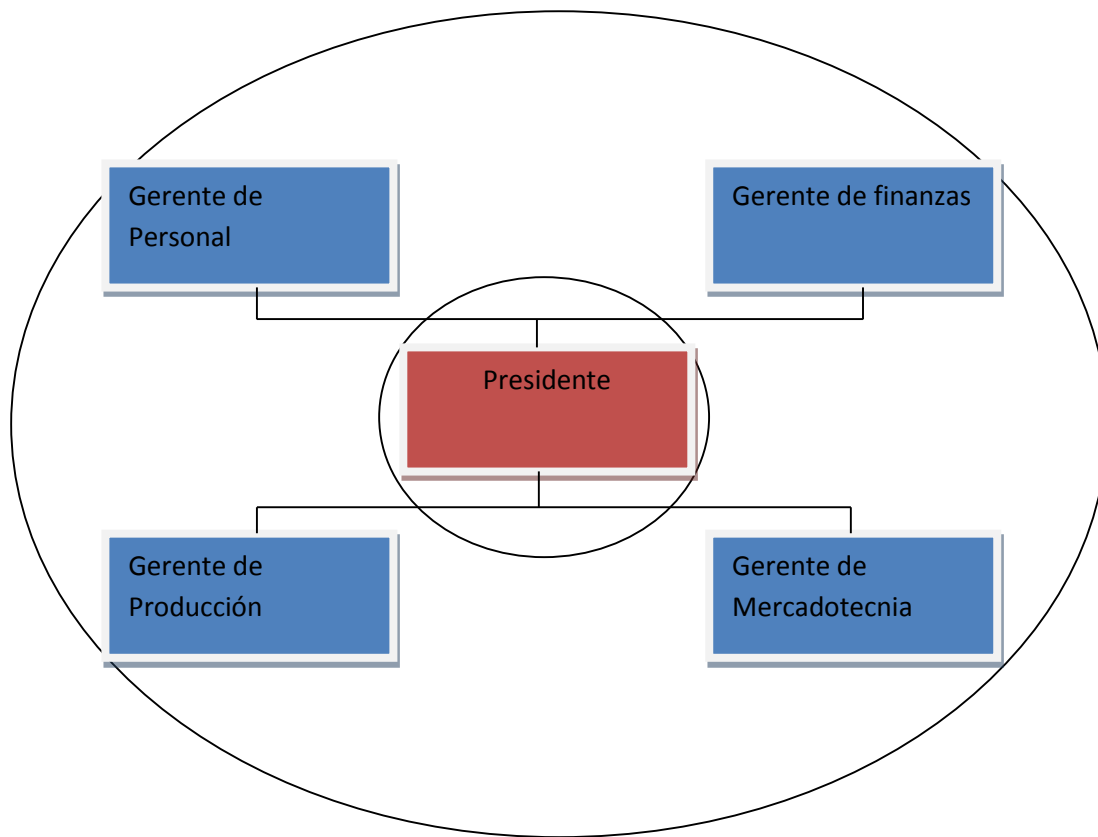 Gerente de
Personal
Gerente de finanzas
Presidente
Gerente de
Producción
Gerente de
Mercadotecnia